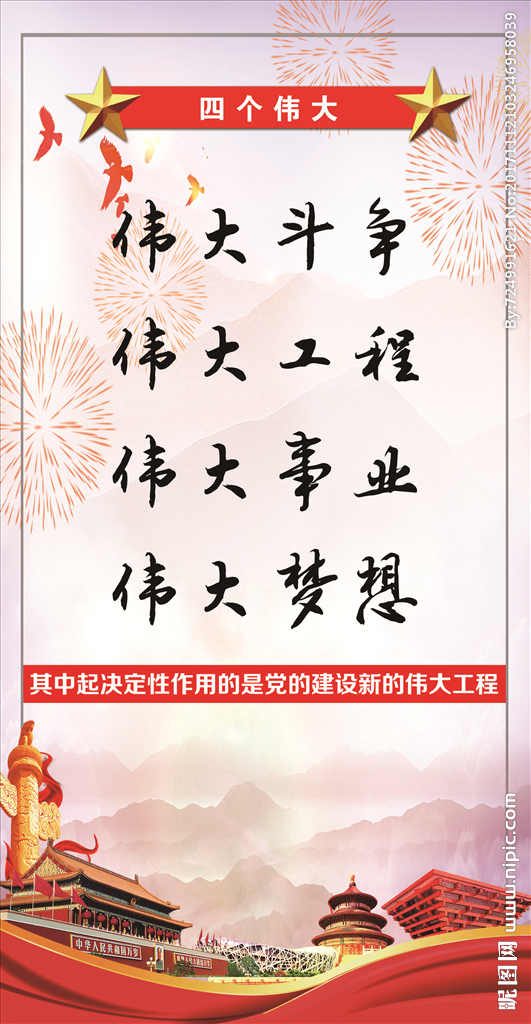 四个伟大
伟大斗争
伟大工程
伟大事业
伟大梦想
其中起决定性作用的是党的建设新的伟大工程
中华人民共和国万岁
By:724991621 No:20171112103246958039
昵图网 www.nipic.com